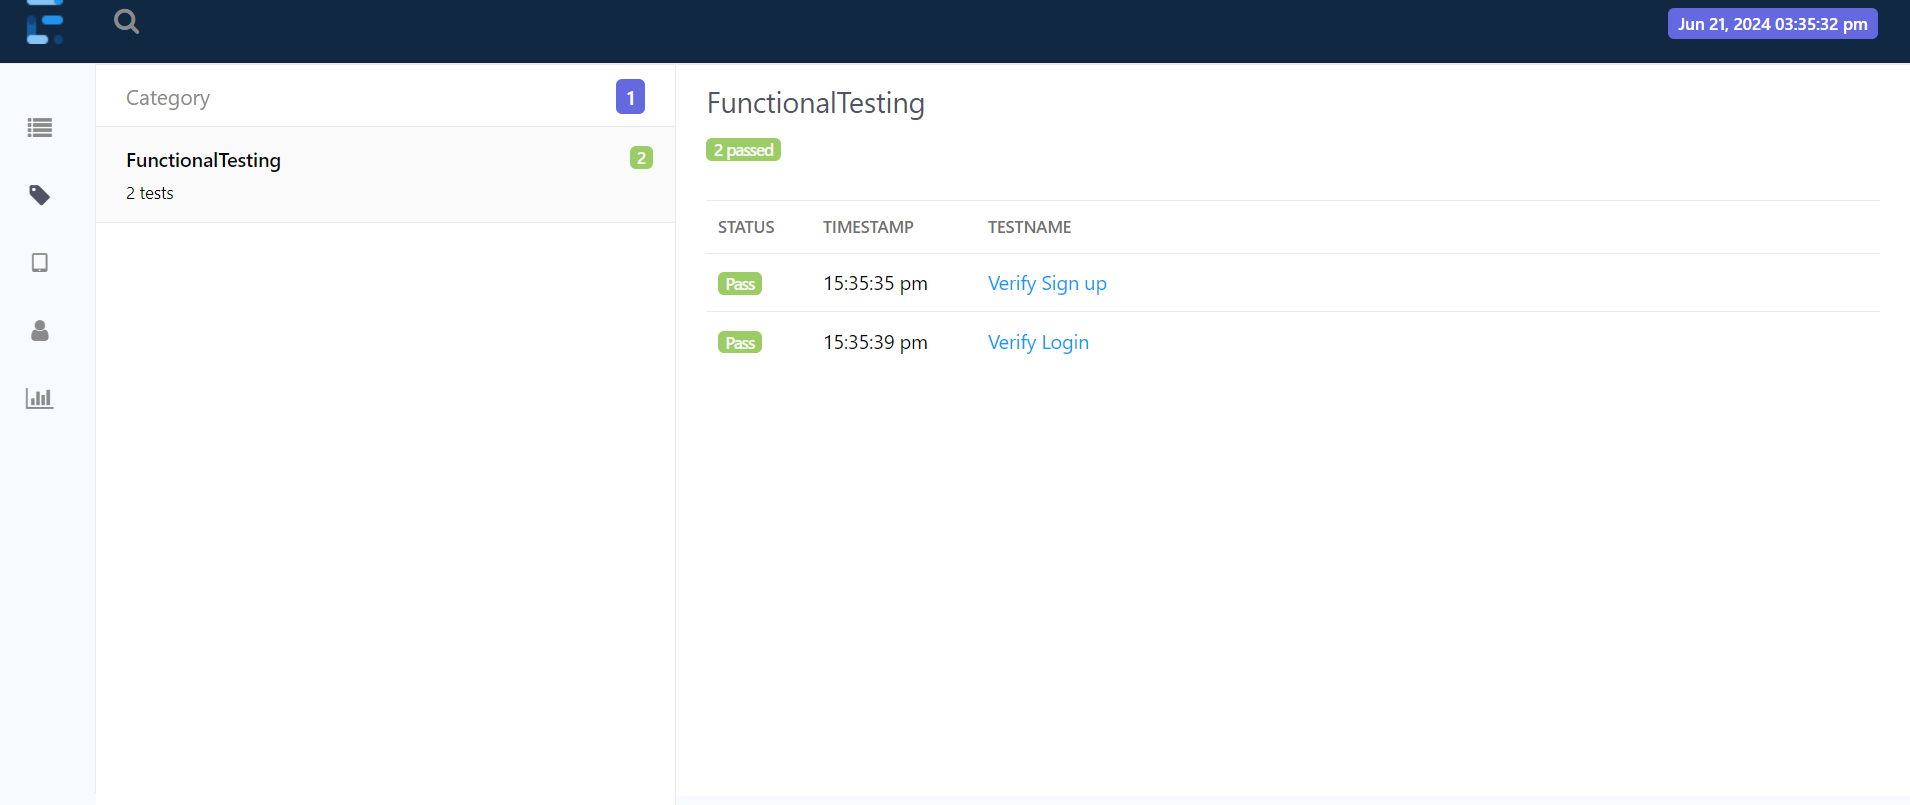 Jun 21, 2024 03:35:32 pm
Category 1
FunctionalTesting 2
2 tests
FunctionalTesting
2 passed
STATUS TIMESTAMP TESTNAME
Pass 15:35:35 pm Verify Sign up
Pass 15:35:39 pm Verify Login